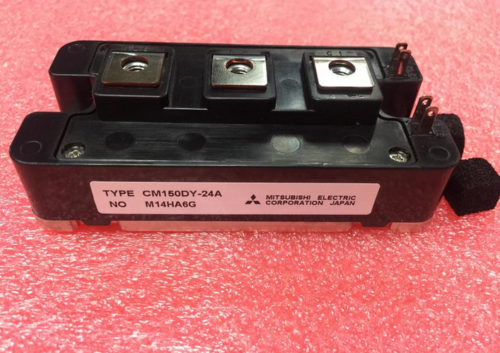 TYPE CM150DY-24A
NO M14HA6G
MITSUBISHI ELECTRIC
CORPORATION JAPAN